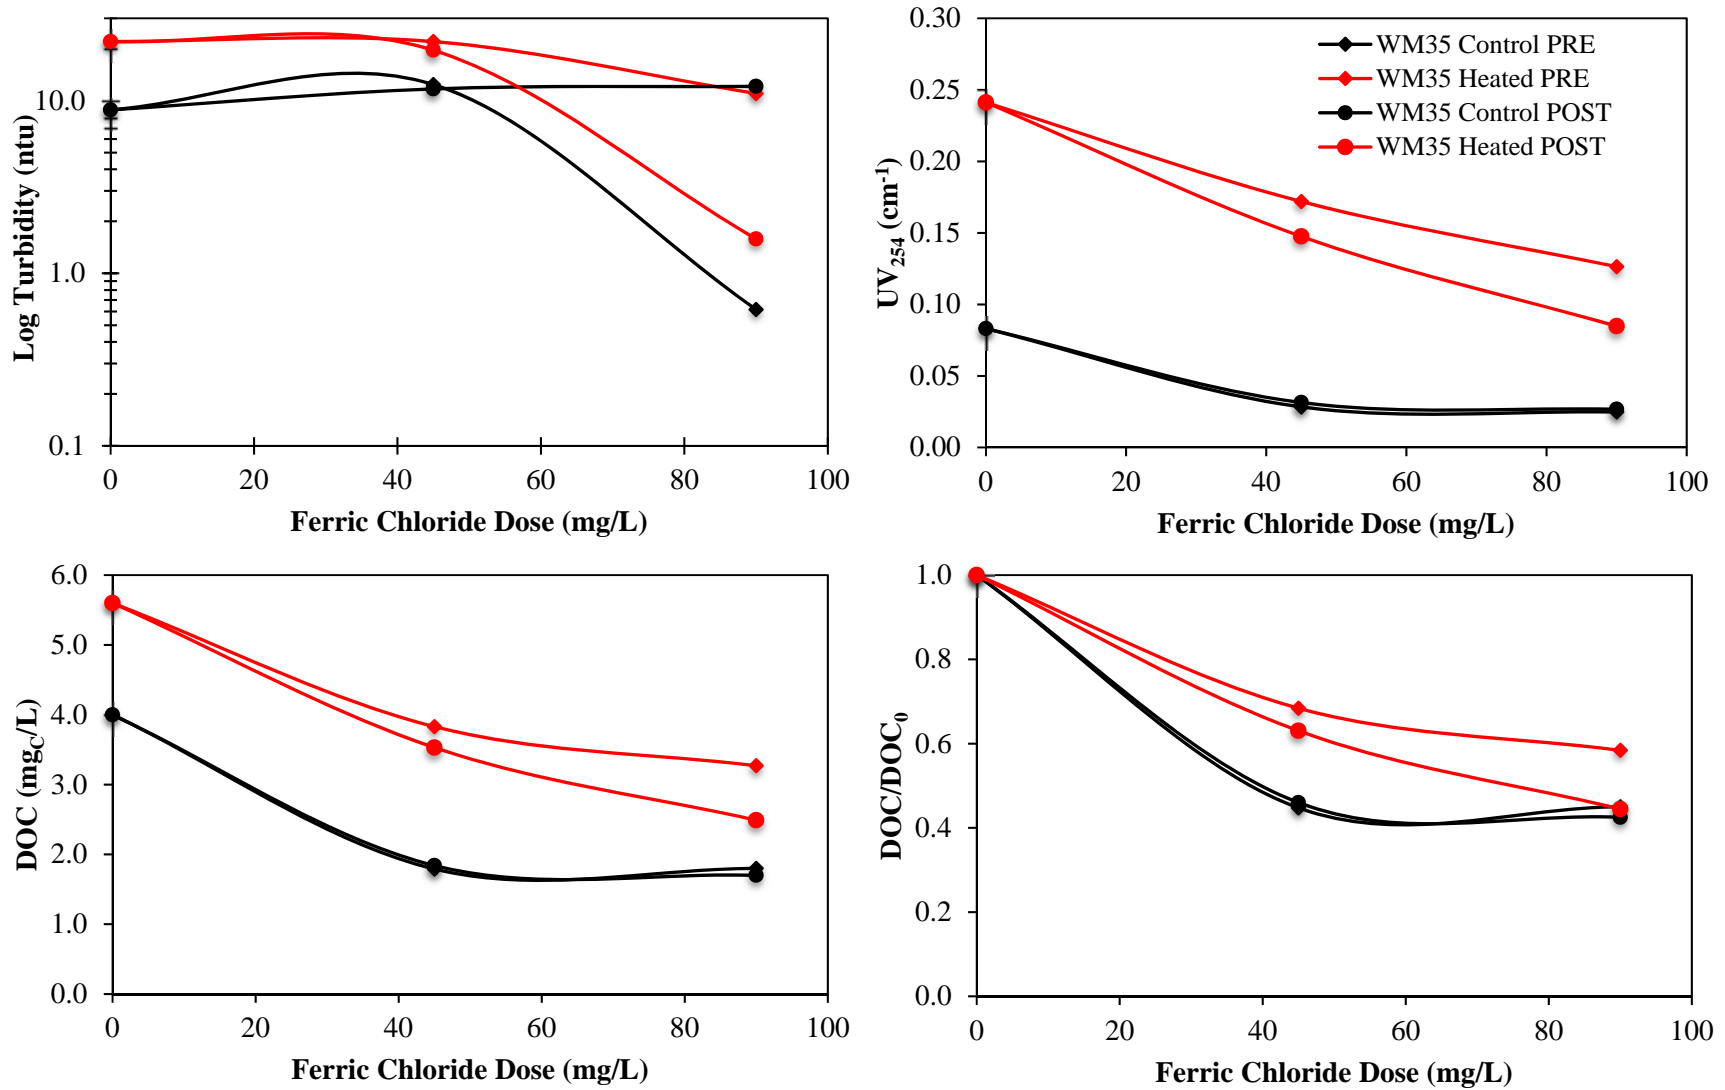 Log Turbidity (ntu)
10.0
1.0
0.1
0 20 40 60 80 100
Ferric Chloride Dose (mg/L)
UV254 (cm-1)
0.30
0.25
0.20
0.15
0.10
0.05
0.00
0 20 40 60 80 100
Ferric Chloride Dose (mg/L)
WM35 Control PRE
WM35 Heated PRE
WM35 Control POST
WM35 Heated POST
DOC (mgC/L)
6.0
5.0
4.0
3.0
2.0
1.0
0.0
0 20 40 60 80 100
Ferric Chloride Dose (mg/L)
DOC/DOC0
1.0
0.8
0.6
0.4
0.2
0.0
0 20 40 60 80 100
Ferric Chloride Dose (mg/L)